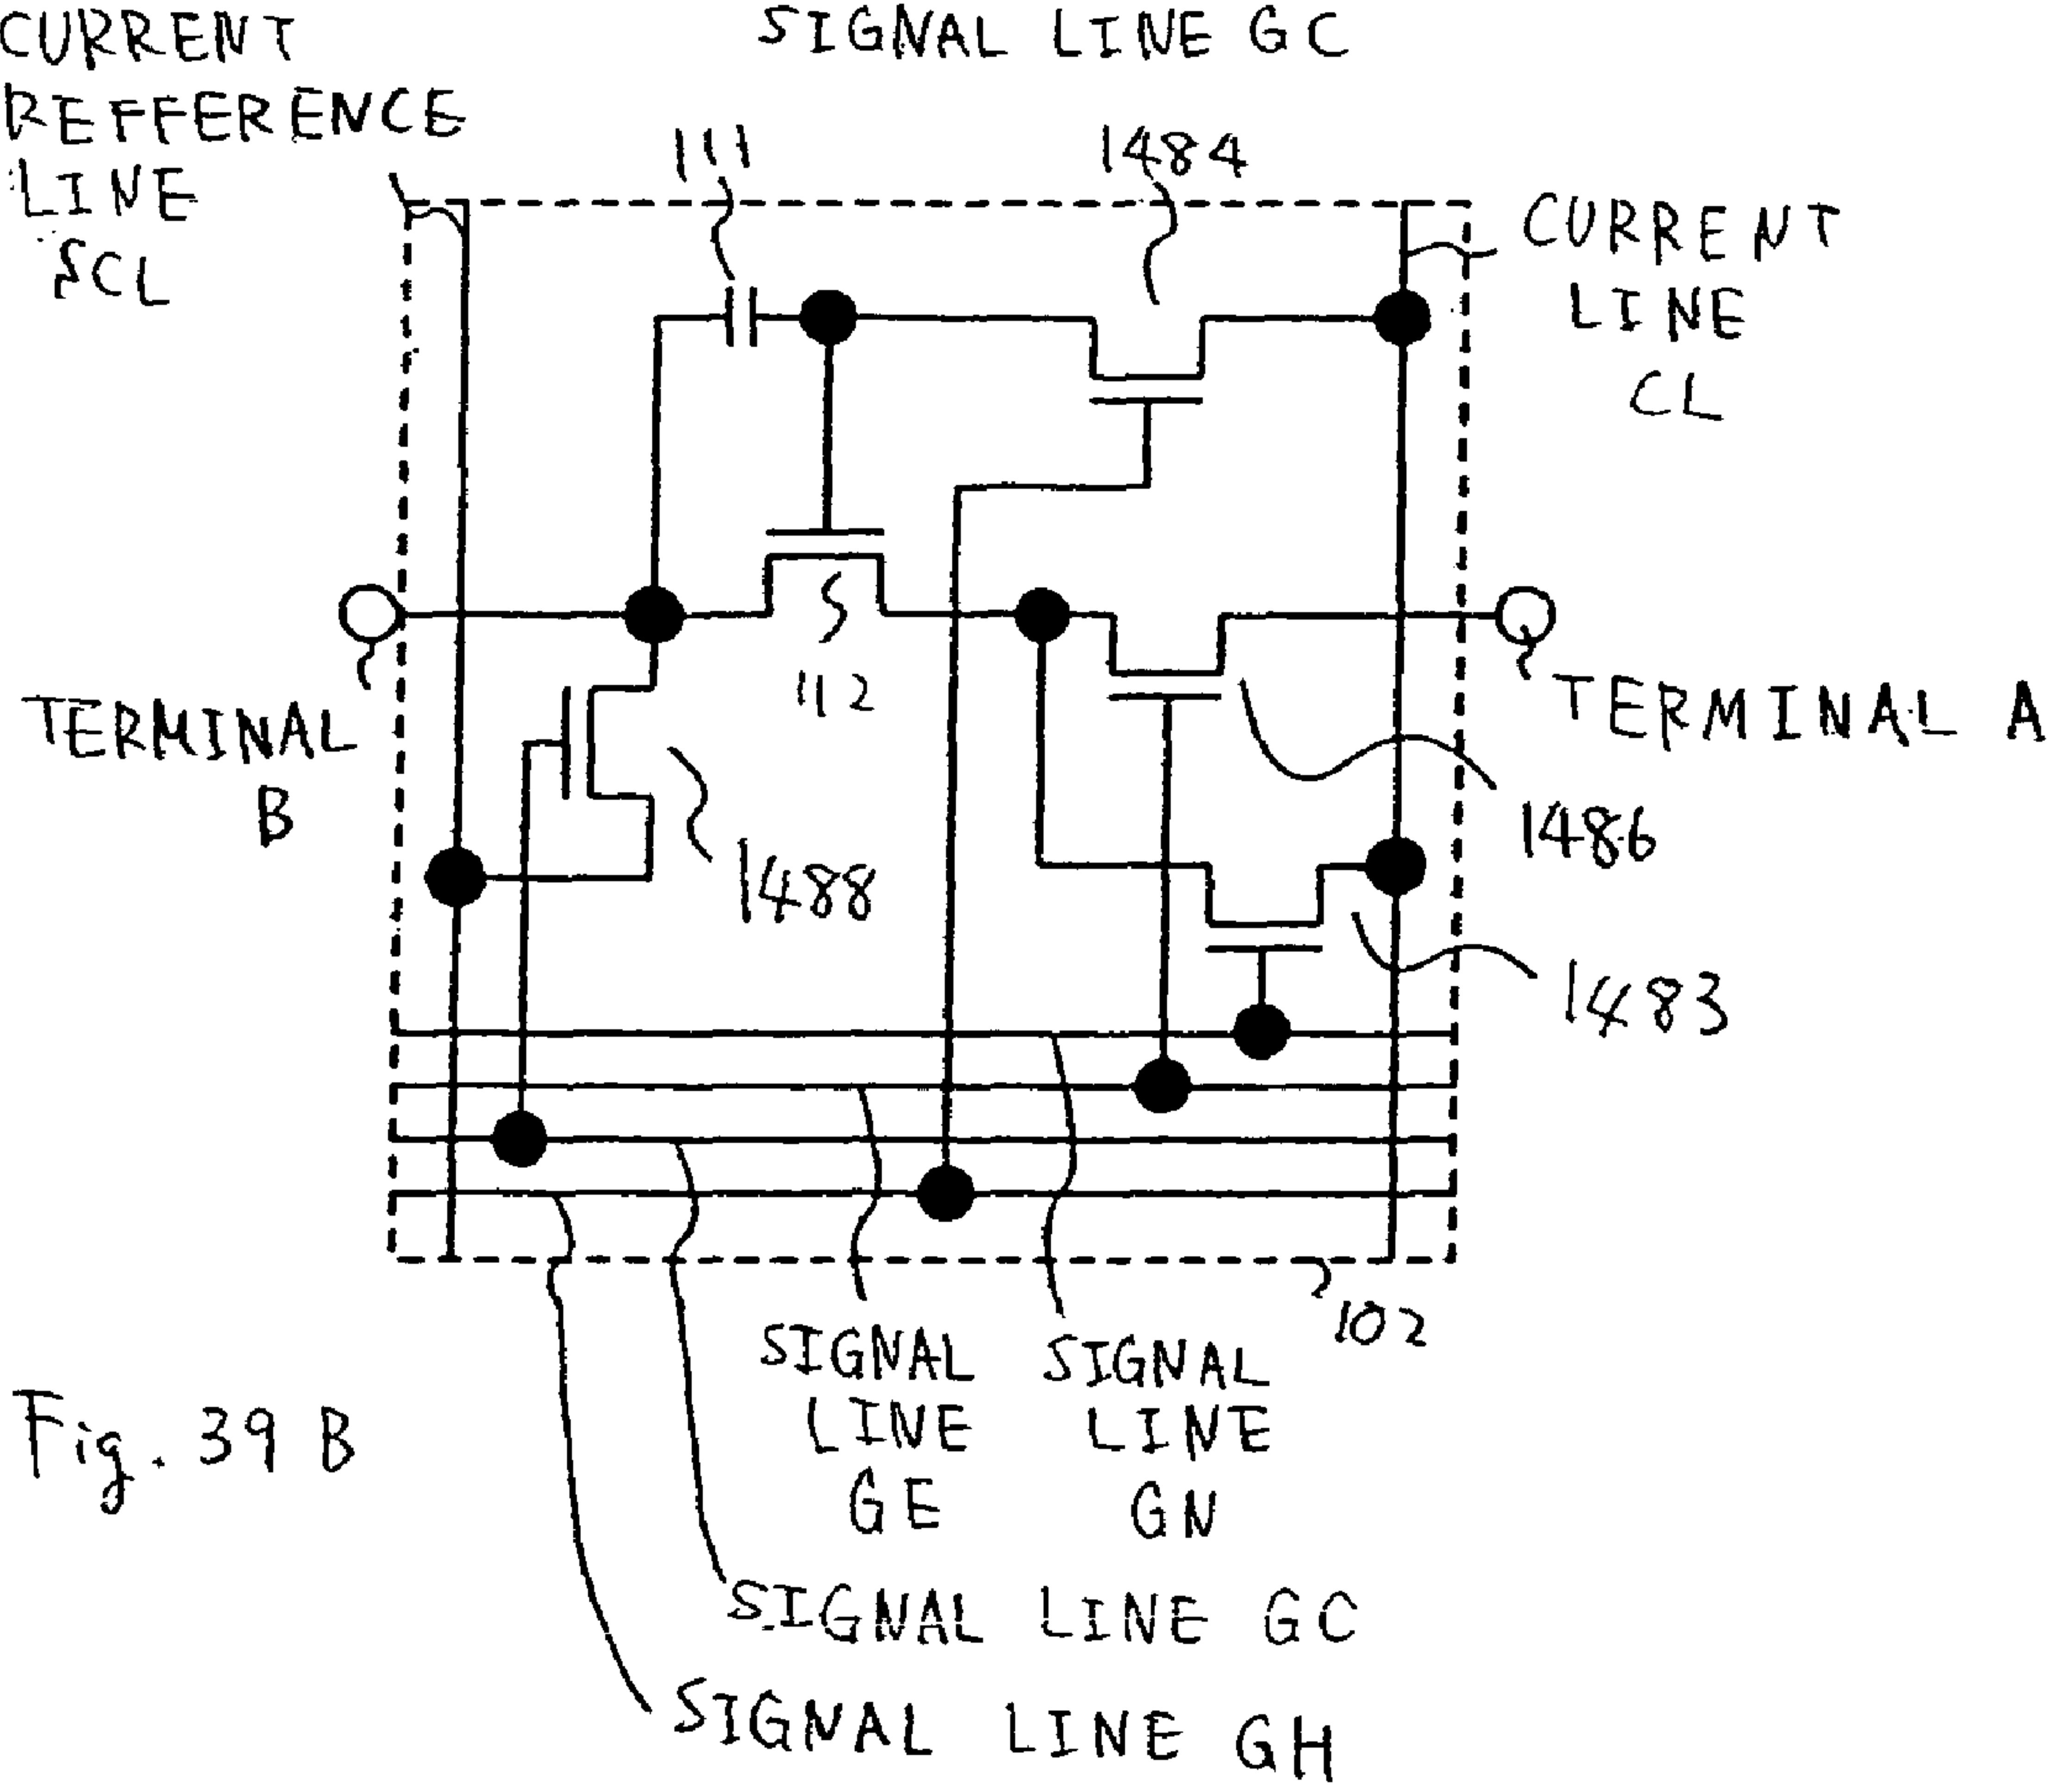 CURRENT
REFFERENCE
LINE
SCL
SIGNAL LINE GC
111
1484
CURRENT
LINE
CL
112
TERMINAL
B
TERMINAL A
1488
1486
1483
102
SIGNAL
LINE
GE
SIGNAL
LINE
GN
SIGNAL LINE GC
SIGNAL LINE GH
Fig. 39 B